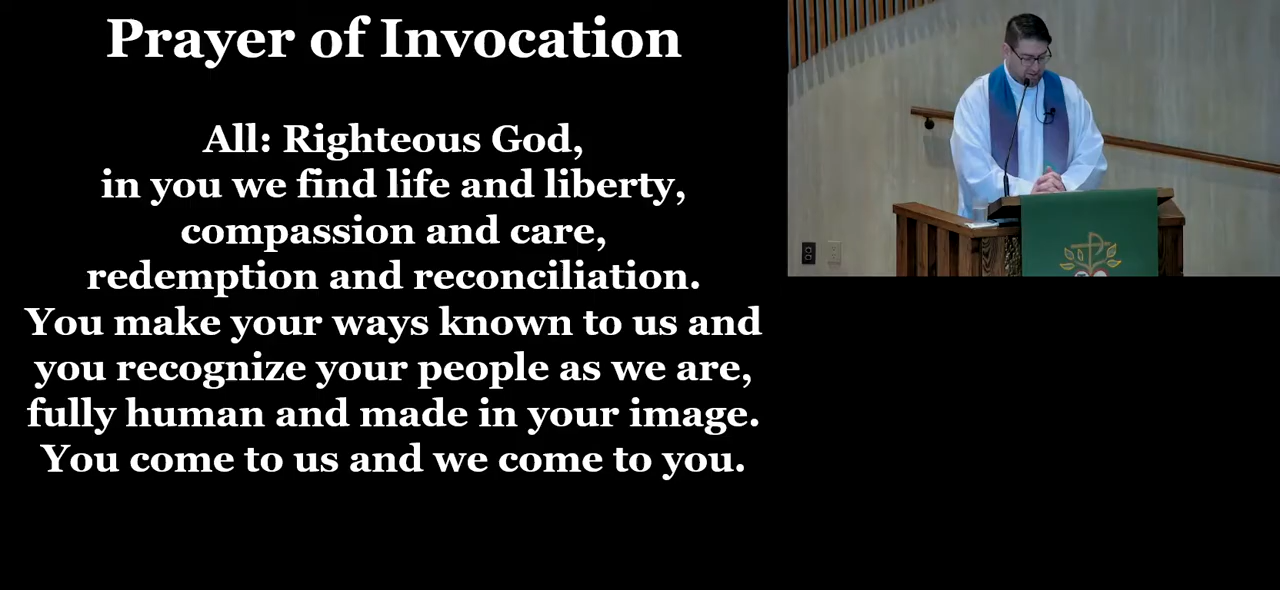 Prayer of Invocation
All: Righteous God,
in you we find life and liberty,
compassion and care,
redemption and reconciliation.
You make your ways known to us and
you recognize your people as we are,
fully human and made in your image.
You come to us and we come to you.